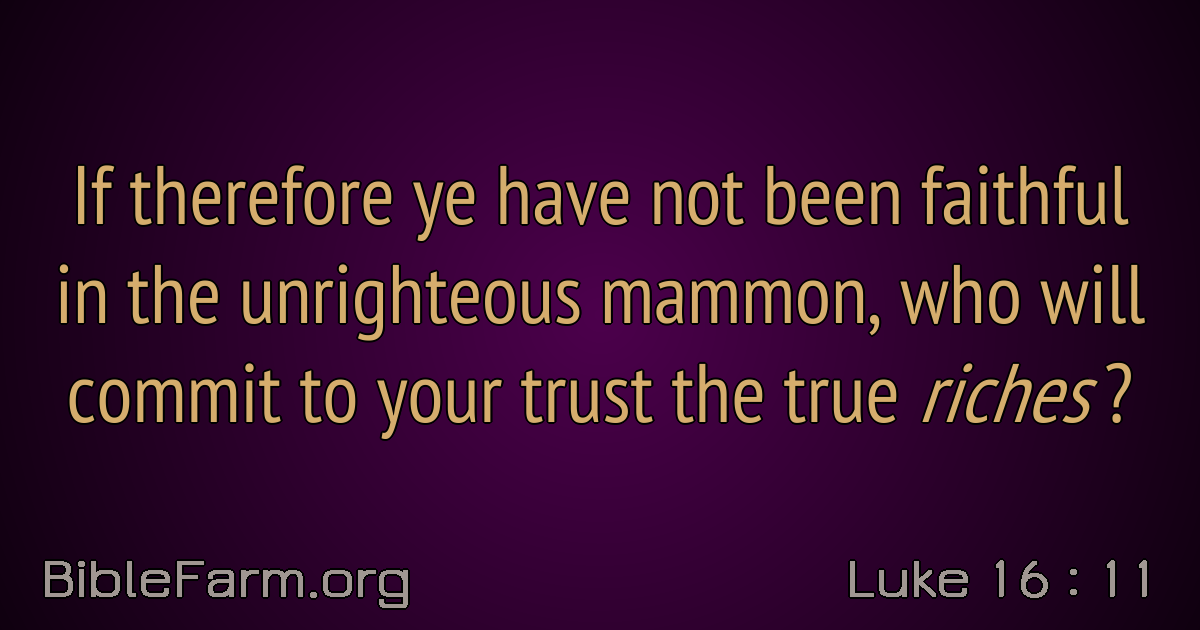 If therefore ye have not been faithful
in the unrighteous mammon, who will
commit to your trust the true riches?
BibleFarm.org
Luke 16 : 11